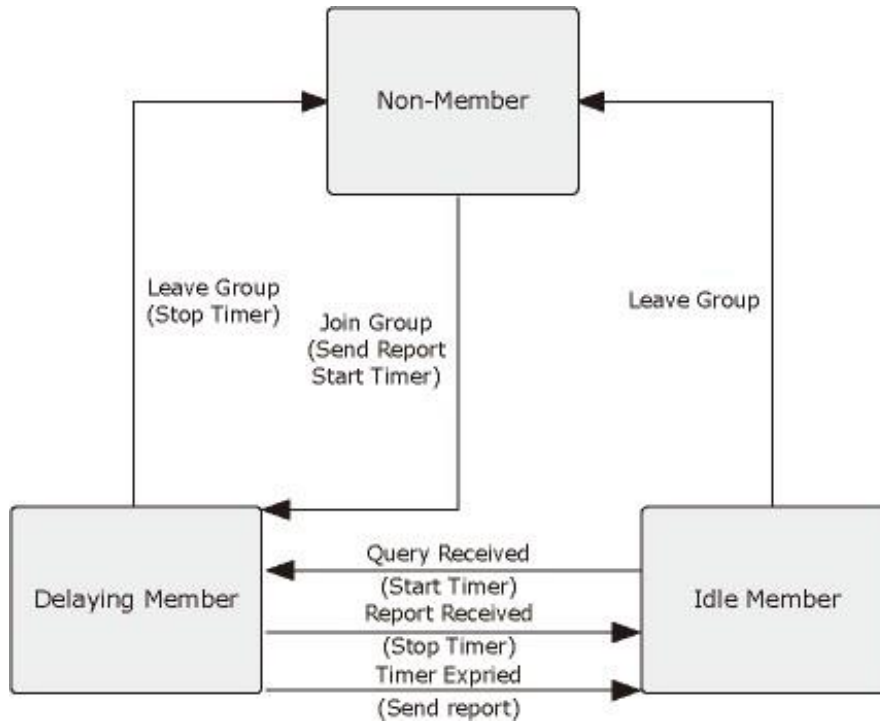 Non-Member
Leave Group
(Stop Timer)
Join Group
(Send Report
Start Timer)
Leave Group
Delaying Member
Query Received
(Start Timer)
Report Received
(Stop Timer)
Timer Expried
(Send report)
Idle Member